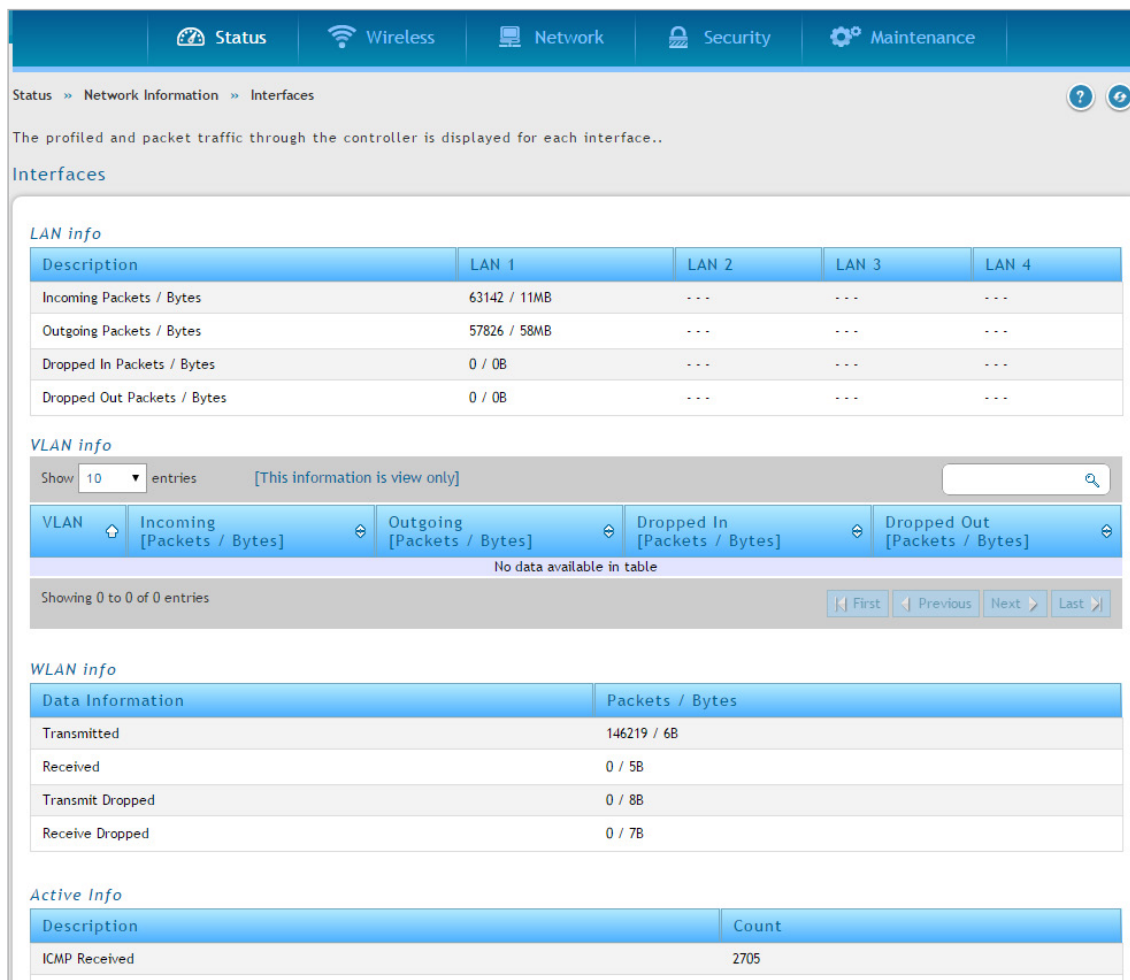 Status Wireless Network Security Maintenance
Status » Network Information » Interfaces
The profiled and packet traffic through the controller is displayed for each interface..
Interfaces
LAN info
Description LAN 1 LAN 2 LAN 3 LAN 4
Incoming Packets / Bytes 63142 / 11MB - - - - - - - - -
Outgoing Packets / Bytes 57826 / 58MB - - - - - - - - -
Dropped In Packets / Bytes 0 / 0B - - - - - - - - -
Dropped Out Packets / Bytes 0 / 0B - - - - - - - - -
VLAN info
Show 10 entries [This information is view only]
VLAN Incoming [Packets / Bytes] Outgoing [Packets / Bytes] Dropped In [Packets / Bytes] Dropped Out [Packets / Bytes]
No data available in table
Showing 0 to 0 of 0 entries First Previous Next Last
WLAN info
Data Information Packets / Bytes
Transmitted 146219 / 6B
Received 0 / 5B
Transmit Dropped 0 / 8B
Receive Dropped 0 / 7B
Active Info
Description Count
ICMP Received 2705